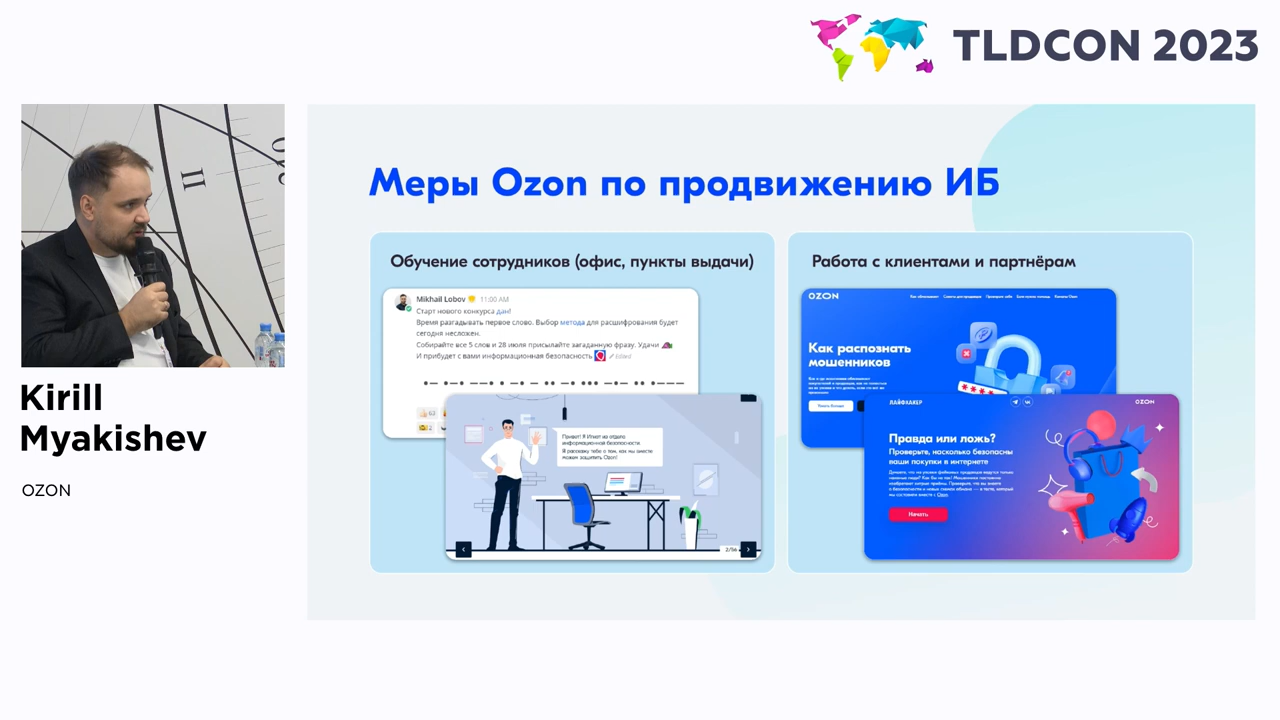 TLDCON 2023
Меры Ozon по продвижению ИБ
Kirill
Myakishev
OZON
Обучение сотрудников (офис, пункты выдачи)
Mikhail Lobov 11:00 AM
Старт нового конкурса дан!
Время разгадывать первое слово. Выбор метода для расшифрования будет
сегодня несложен.
Собирайте все 5 слов и 28 июля присылайте загаданную фразу. Удачи
И прибудет с вами информационная безопасность
Привет! Я Игнат из отдела
информационной безопасности
Я расскажу тебе о том, как мы вместе
можем защитить Ozon!
2/56
Работа с клиентами и партнёрам
OZON
Как распознать
мошенников
ЛАЙФХАКЕР
OZON
Правда или ложь?
Проверьте, насколько безопасны
ваши покупки в интернете
Начать
II